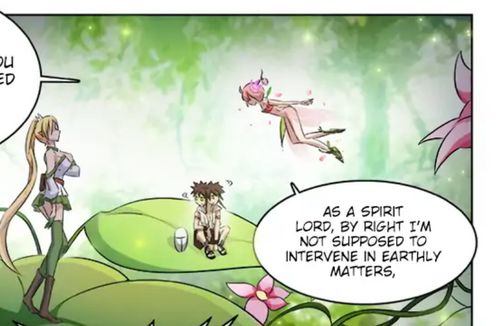 AS A SPIRIT
LORD, BY RIGHT I'M
NOT SUPPOSED TO
INTERVENE IN EARTHLY
MATTERS,